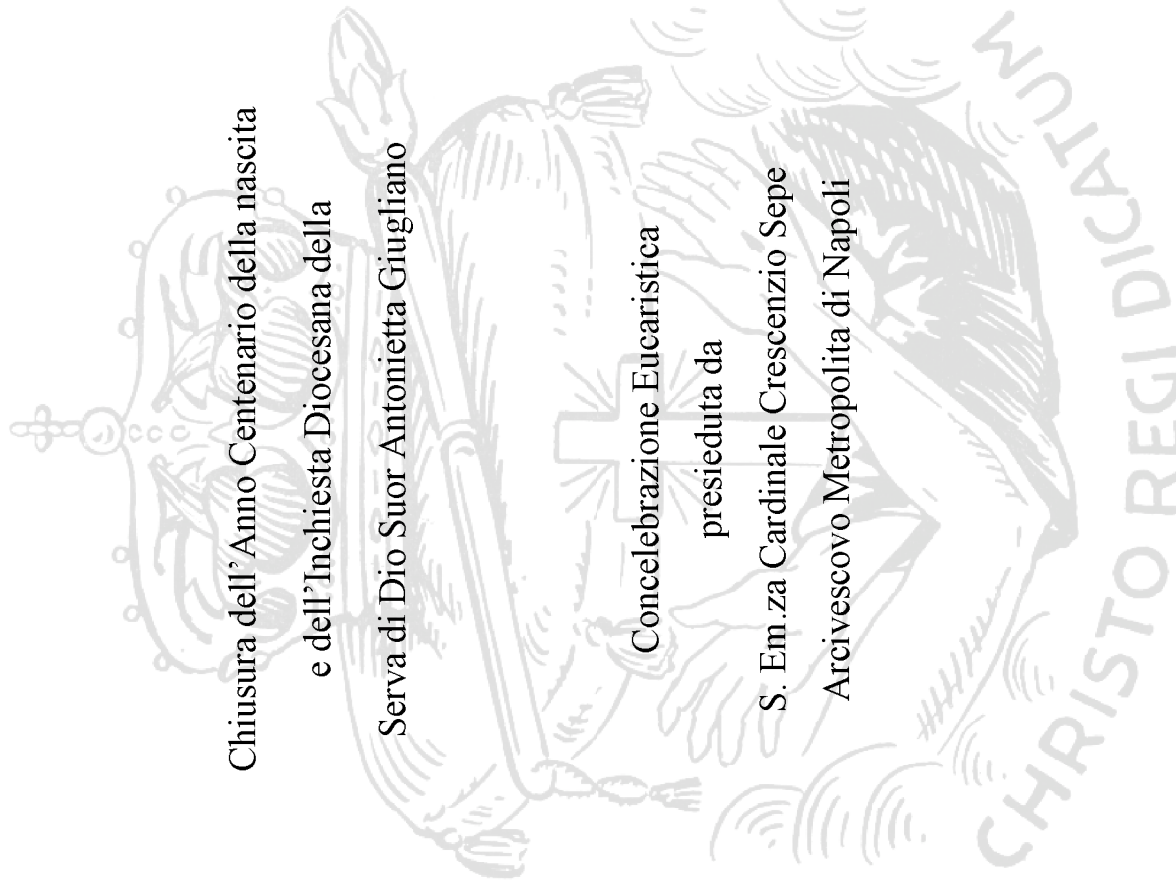 Chiusura dell’Anno Centenario della nascita
e dell’Inchiesta Diocesana della
Serva di Dio Suor Antonietta Giugliano
Concelebrazione Eucaristica
presieduta da
S. Em.za Cardinale Crescenzio Sepe
Arcivescovo Metropolita di Napoli
CHRISTO REGI DICATUM